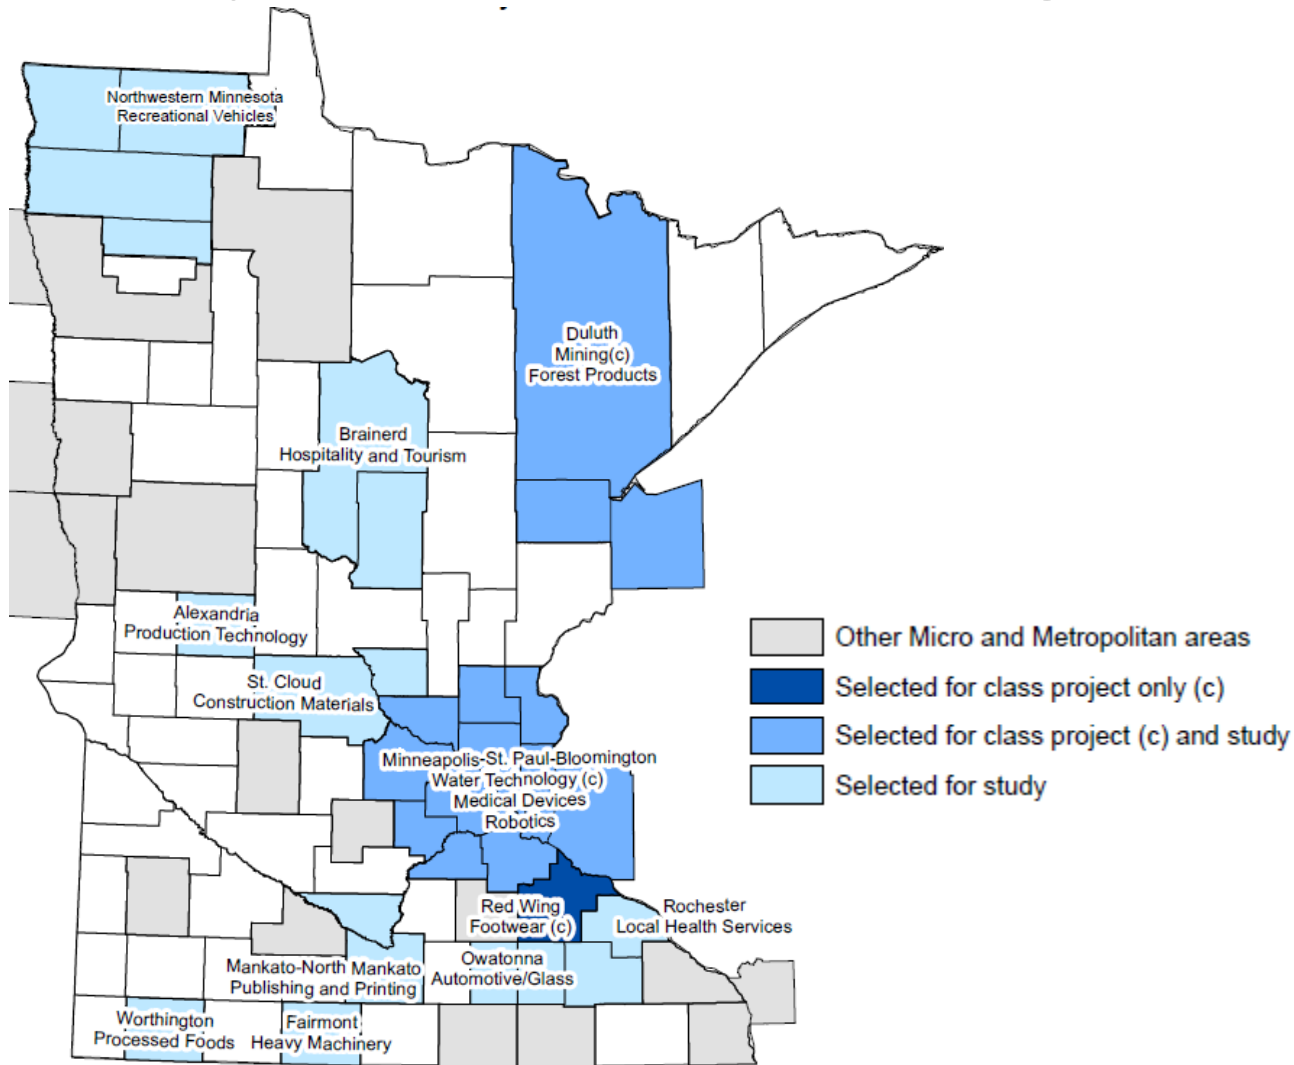 Northwestern Minnesota
Recreational Vehicles
Duluth
Mining(c)
Forest Products
Brainerd
Hospitality and Tourism
Alexandria
Production Technology
St. Cloud
Construction Materials
Minneapolis-St. Paul-Bloomington
Water Technology (c)
Medical Devices
Robotics
Red Wing
Footwear (c)
Rochester
Local Health Services
Mankato-North Mankato
Publishing and Printing
Owatonna
Automotive/Glass
Worthington
Processed Foods
Fairmont
Heavy Machinery
Other Micro and Metropolitan areas
Selected for class project only (c)
Selected for class project (c) and study
Selected for study